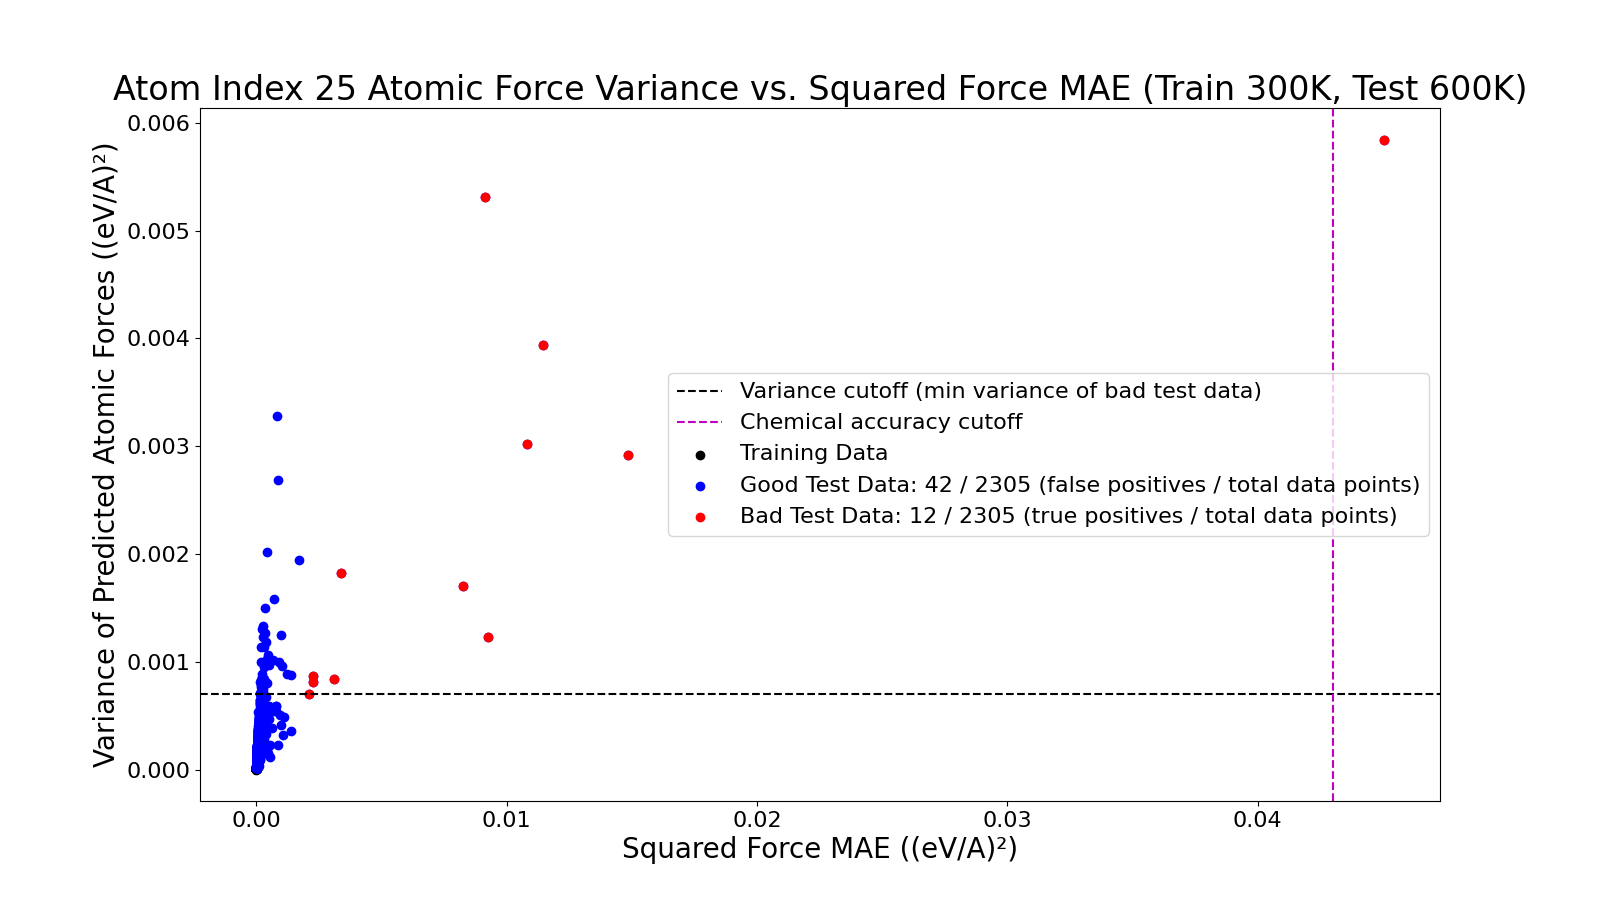 Atom Index 25 Atomic Force Variance vs. Squared Force MAE (Train 300K, Test 600K)
Variance of Predicted Atomic Forces ((eV/A)²)
0.006
0.005
0.004
0.003
0.002
0.001
0.000
Variance cutoff (min variance of bad test data)
Chemical accuracy cutoff
Training Data
Good Test Data: 42 / 2305 (false positives / total data points)
Bad Test Data: 12 / 2305 (true positives / total data points)
0.00 0.01 0.02 0.03 0.04
Squared Force MAE ((eV/A)²)